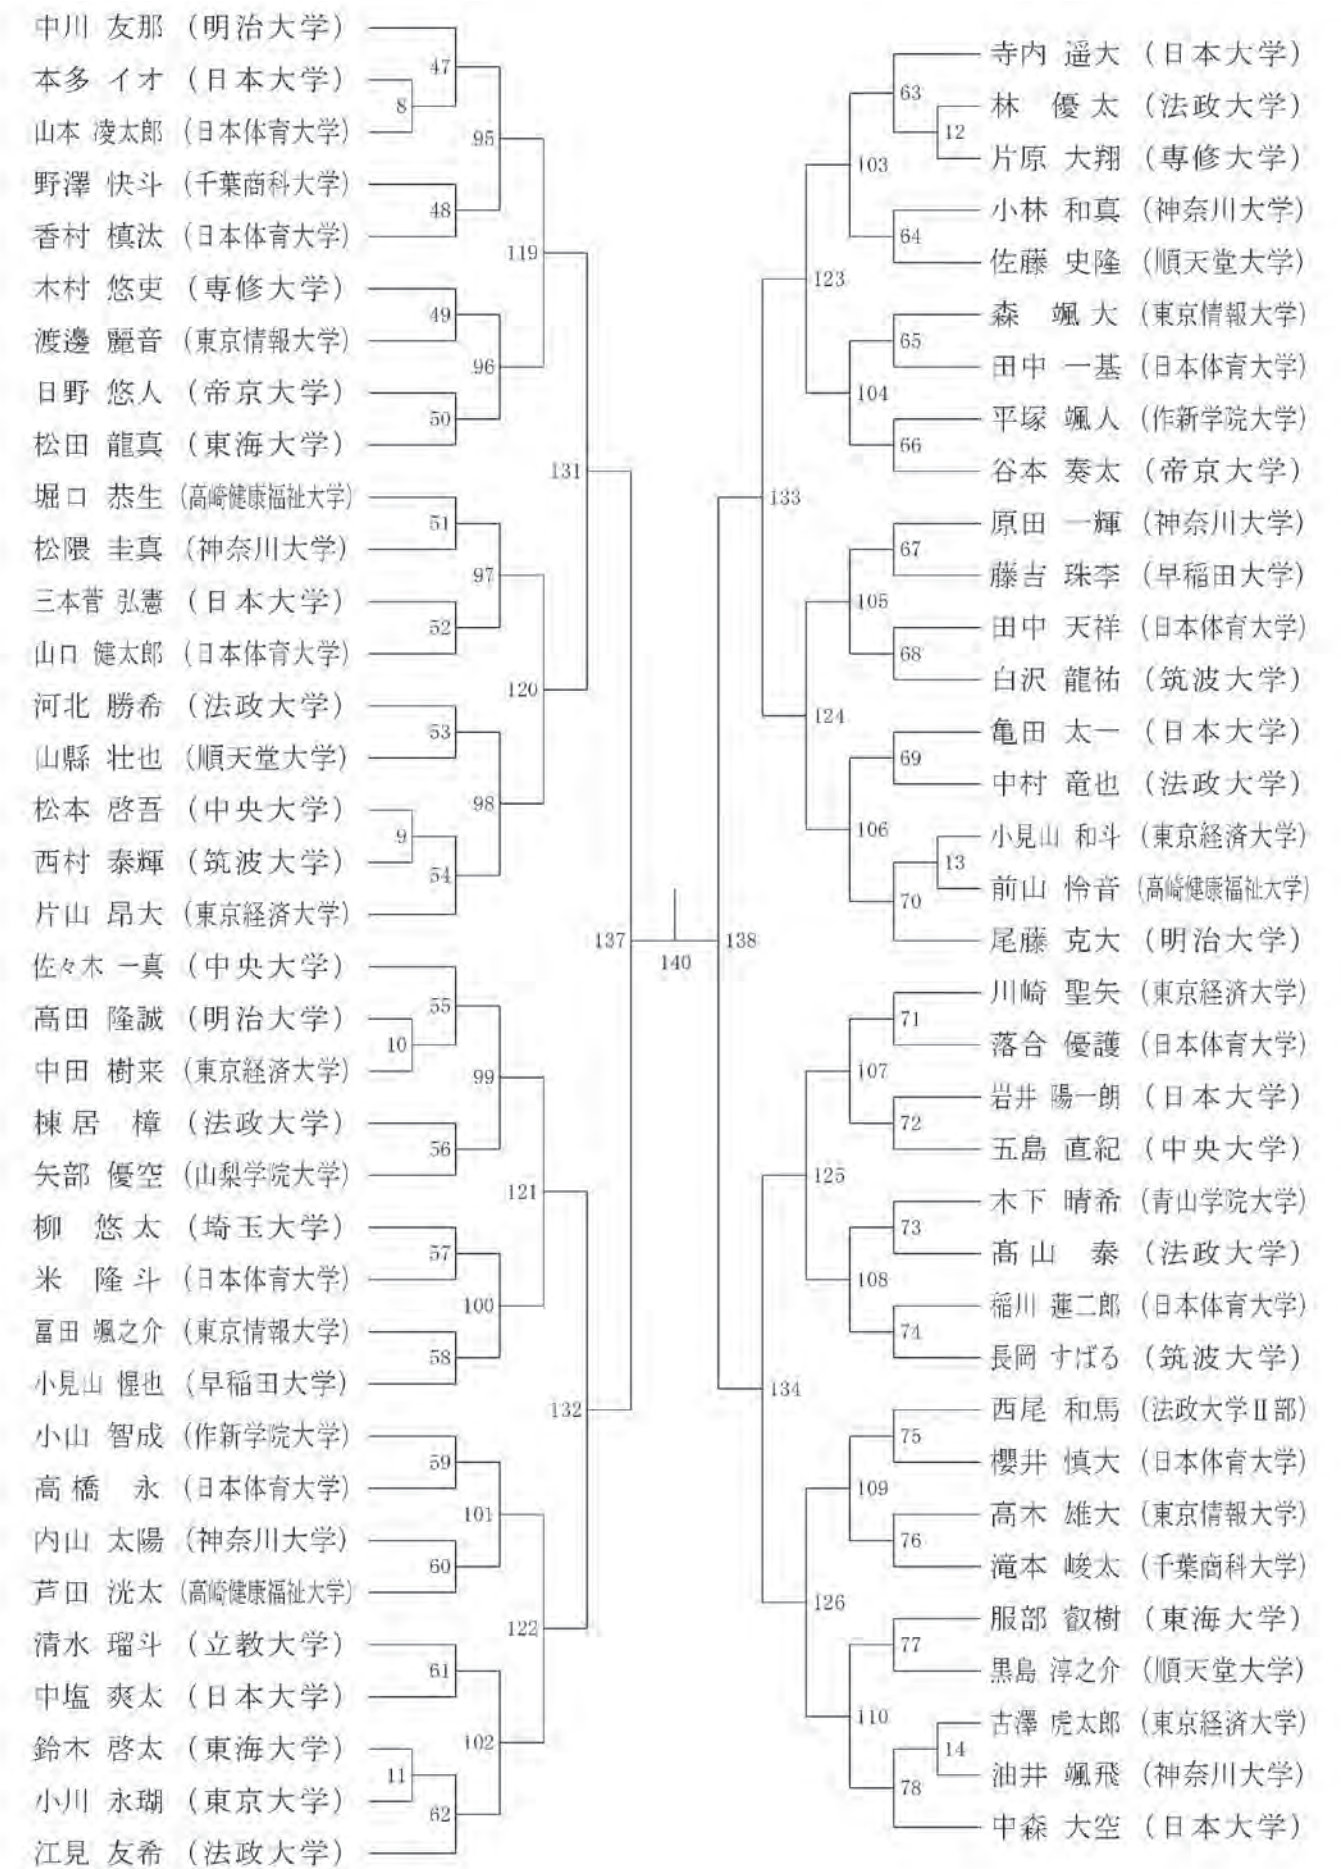 中川 友那 (明治大学)
本多 イオ (日本大学)
山本 凌太郎 (日本体育大学)
野澤 快斗 (千葉商科大学)
香村 槙汰 (日本体育大学)
木村 悠吏 (専修大学)
渡邊 麗音 (東京情報大学)
日野 悠人 (帝京大学)
松田 龍真 (東海大学)
堀口 恭生 (高崎健康福祉大学)
松隈 圭真 (神奈川大学)
三本菅 弘憲 (日本大学)
山口 健太郎 (日本体育大学)
河北 勝希 (法政大学)
山縣 壮也 (順天堂大学)
松本 啓吾 (中央大学)
西村 泰輝 (筑波大学)
片山 昂大 (東京経済大学)
佐々木 一真 (中央大学)
髙田 隆誠 (明治大学)
中田 樹来 (東京経済大学)
棟居 樟 (法政大学)
矢部 優空 (山梨学院大学)
柳 悠太 (埼玉大学)
米 隆斗 (日本体育大学)
冨田 颯之介 (東京情報大学)
小見山 惺也 (早稲田大学)
小山 智成 (作新学院大学)
高橋 永 (日本体育大学)
内山 太陽 (神奈川大学)
芦田 洸太 (高崎健康福祉大学)
清水 瑠斗 (立教大学)
中塩 爽太 (日本大学)
鈴木 啓太 (東海大学)
小川 永瑚 (東京大学)
江見 友希 (法政大学)
8
9
10
11
47
48
49
50
51
52
53
54
55
56
57
58
59
60
61
62
95
96
97
98
99
100
101
102
119
120
121
122
131
132
137
140
138
133
134
123
124
125
126
103
104
105
106
107
108
109
110
63
64
65
66
67
68
69
70
71
72
73
74
75
76
77
78
12
13
14
寺内 遥大 (日本大学)
林 優太 (法政大学)
片原 大翔 (専修大学)
小林 和真 (神奈川大学)
佐藤 史隆 (順天堂大学)
森 颯大 (東京情報大学)
田中 一基 (日本体育大学)
平塚 颯人 (作新学院大学)
谷本 奏太 (帝京大学)
原田 一輝 (神奈川大学)
藤吉 珠李 (早稲田大学)
田中 天祥 (日本体育大学)
白沢 龍祐 (筑波大学)
亀田 太一 (日本大学)
中村 竜也 (法政大学)
小見山 和斗 (東京経済大学)
前山 怜音 (高崎健康福祉大学)
尾藤 克大 (明治大学)
川崎 聖矢 (東京経済大学)
落合 優護 (日本体育大学)
岩井 陽一朗 (日本大学)
五島 直紀 (中央大学)
木下 晴希 (青山学院大学)
髙山 泰 (法政大学)
稲川 蓮二郎 (日本体育大学)
長岡 すばる (筑波大学)
西尾 和馬 (法政大学Ⅱ部)
櫻井 慎大 (日本体育大学)
高木 雄大 (東京情報大学)
滝本 峻太 (千葉商科大学)
服部 叡樹 (東海大学)
黒島 淳之介 (順天堂大学)
古澤 虎太郎 (東京経済大学)
油井 颯飛 (神奈川大学)
中森 大空 (日本大学)